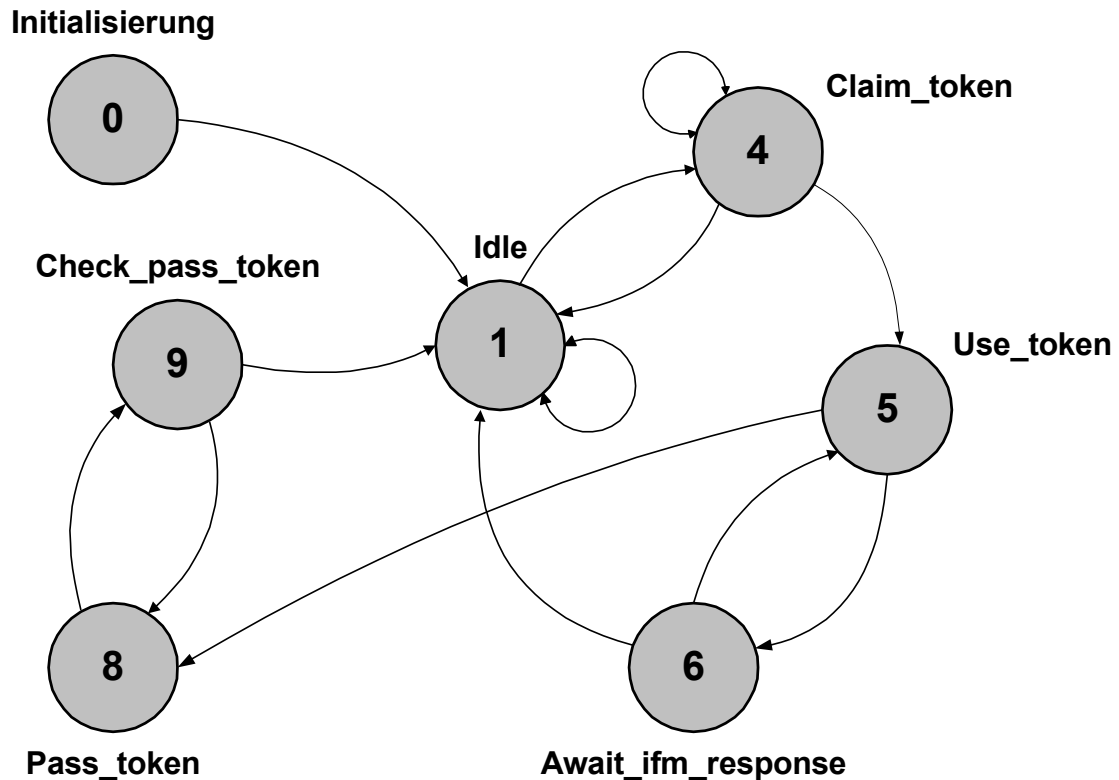 Initialisierung
0
Claim_token
4
Idle
1
Check_pass_token
9
Use_token
5
8
Pass_token
6
Await_ifm_response